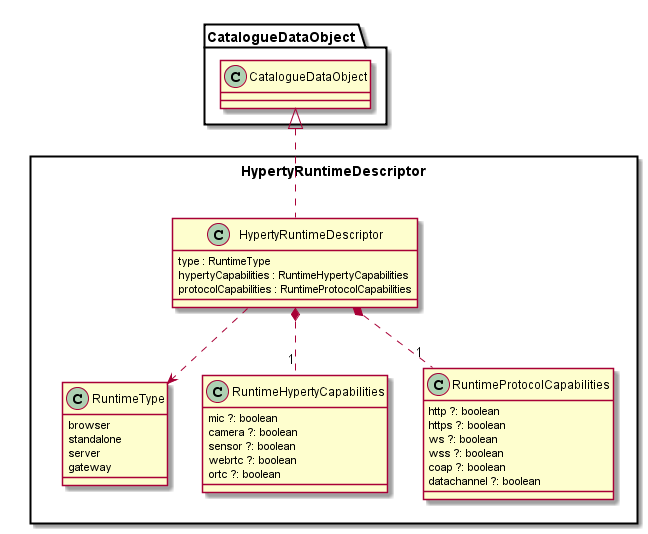 CatalogueDataObject
C CatalogueDataObject
HypertyRuntimeDescriptor
C HypertyRuntimeDescriptor
type : RuntimeType
hypertyCapabilities : RuntimeHypertyCapabilities
protocolCapabilities : RuntimeProtocolCapabilities
1
1
C RuntimeType
browser
standalone
server
gateway
C RuntimeHypertyCapabilities
mic ?: boolean
camera ?: boolean
sensor ?: boolean
webrtc ?: boolean
ortc ?: boolean
C RuntimeProtocolCapabilities
http ?: boolean
https ?: boolean
ws ?: boolean
wss ?: boolean
coap ?: boolean
datachannel ?: boolean